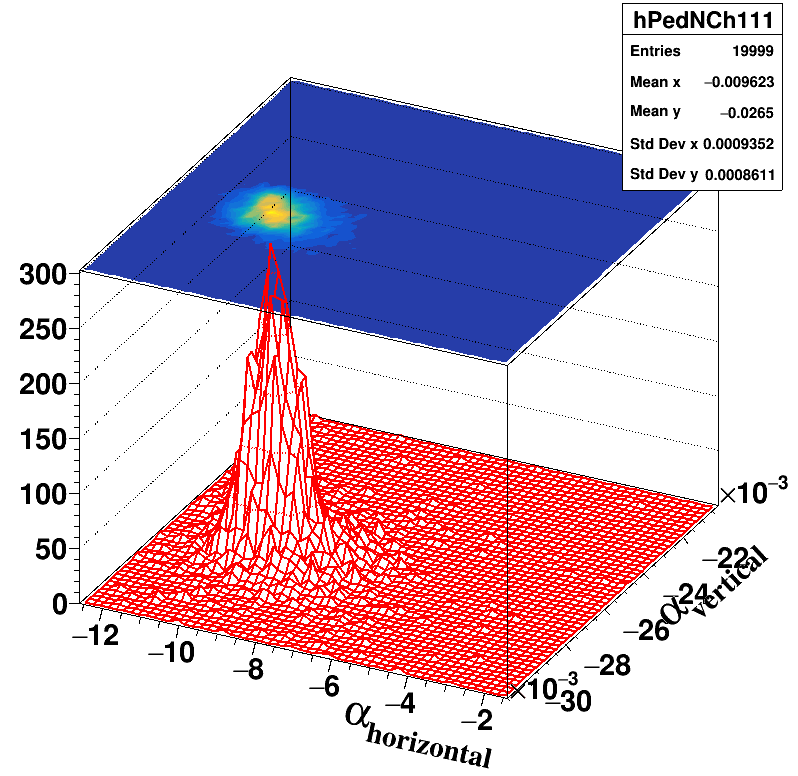 hPedNCh111
Entries 19999
Mean x −0.009623
Mean y −0.0265
Std Dev x 0.0009352
Std Dev y 0.0008611
300
250
200
150
100
50
0
−12
−10
−8
−6
−4
−2
×10−3
αhorizontal
−30
−28
−26
−24
−22
×10−3
αvertical